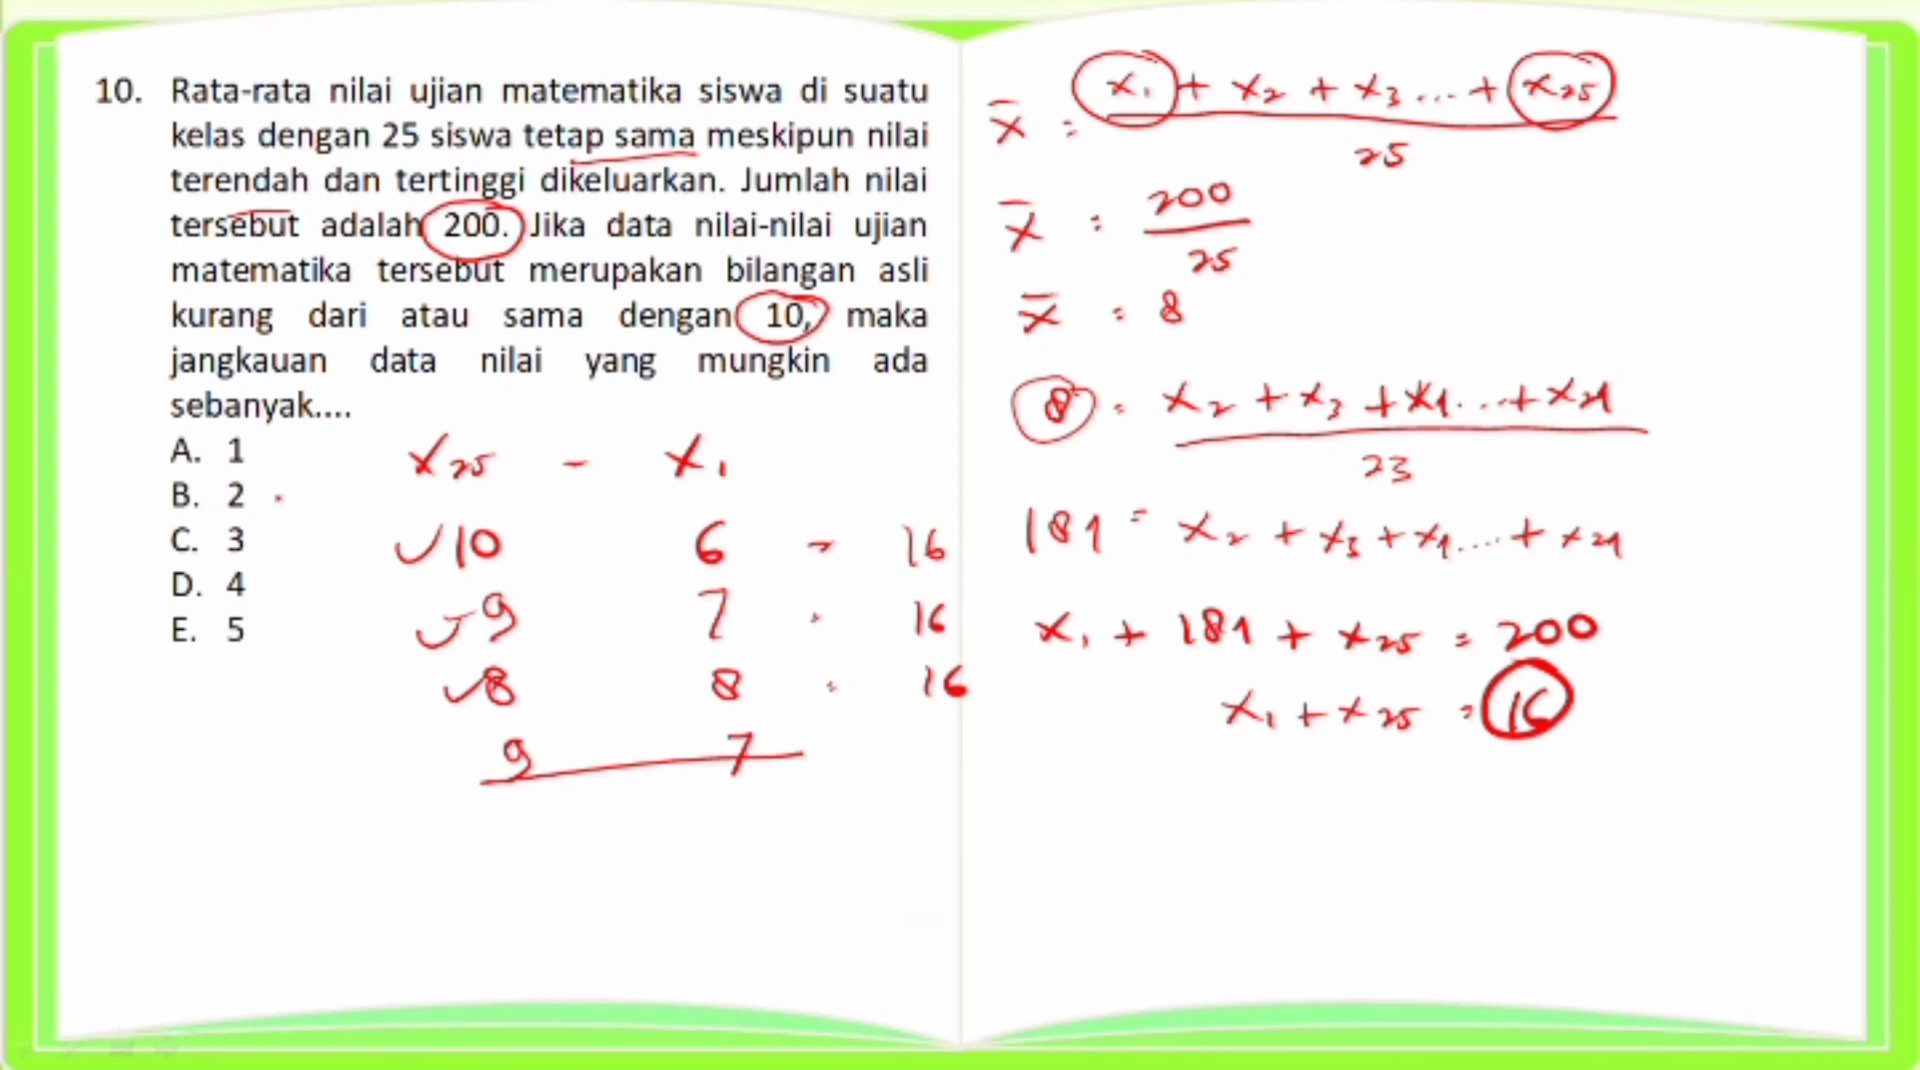 10. Rata-rata nilai ujian matematika siswa di suatu
kelas dengan 25 siswa tetap sama meskipun nilai
terendah dan tertinggi dikeluarkan. Jumlah nilai
tersebut adalah 200. Jika data nilai-nilai ujian
matematika tersebut merupakan bilangan asli
kurang dari atau sama dengan 10, maka
jangkauan data nilai yang mungkin ada
sebanyak....
A. 1
B. 2
C. 3
D. 4
E. 5
x₂₅ - x₁
10 6 = 16
9 7 = 16
8 8 = 16
9 7
x̄ = x₁ + x₂ + x₃ ... + x₂₅
25
x̄ = 200
25
x̄ = 8
8 = x₂ + x₃ + x₄ ... + x₂₄
23
184 = x₂ + x₃ + x₄ .... + x₂₄
x₁ + 184 + x₂₅ = 200
x₁ + x₂₅ = 16